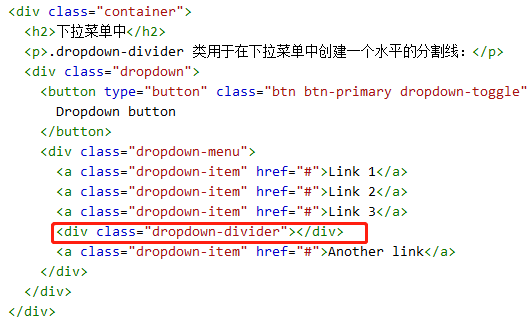 <div class="container">
<h2>下拉菜单中</h2>
<p>.dropdown-divider 类用于在下拉菜单中创建一个水平的分割线：</p>
<div class="dropdown">
<button type="button" class="btn btn-primary dropdown-toggle"
Dropdown button
</button>
<div class="dropdown-menu">
<a class="dropdown-item" href="#">Link 1</a>
<a class="dropdown-item" href="#">Link 2</a>
<a class="dropdown-item" href="#">Link 3</a>
<div class="dropdown-divider"></div>
<a class="dropdown-item" href="#">Another link</a>
</div>
</div>
</div>